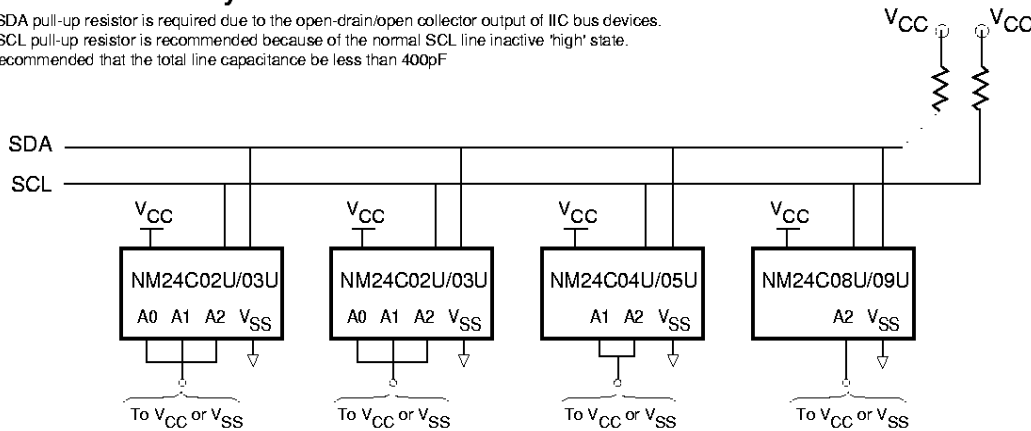 SDA pull-up resistor is required due to the open-drain/open collector output of IIC bus devices.
SCL pull-up resistor is recommended because of the normal SCL line inactive 'high' state.
recommended that the total line capacitance be less than 400pF
VCC VCC
SDA
SCL
VCC VCC VCC VCC
NM24C02U/03U NM24C02U/03U NM24C04U/05U NM24C08U/09U
A0 A1 A2 VSS A0 A1 A2 VSS A1 A2 VSS A2 VSS
To VCC or VSS To VCC or VSS To VCC or VSS To VCC or VSS